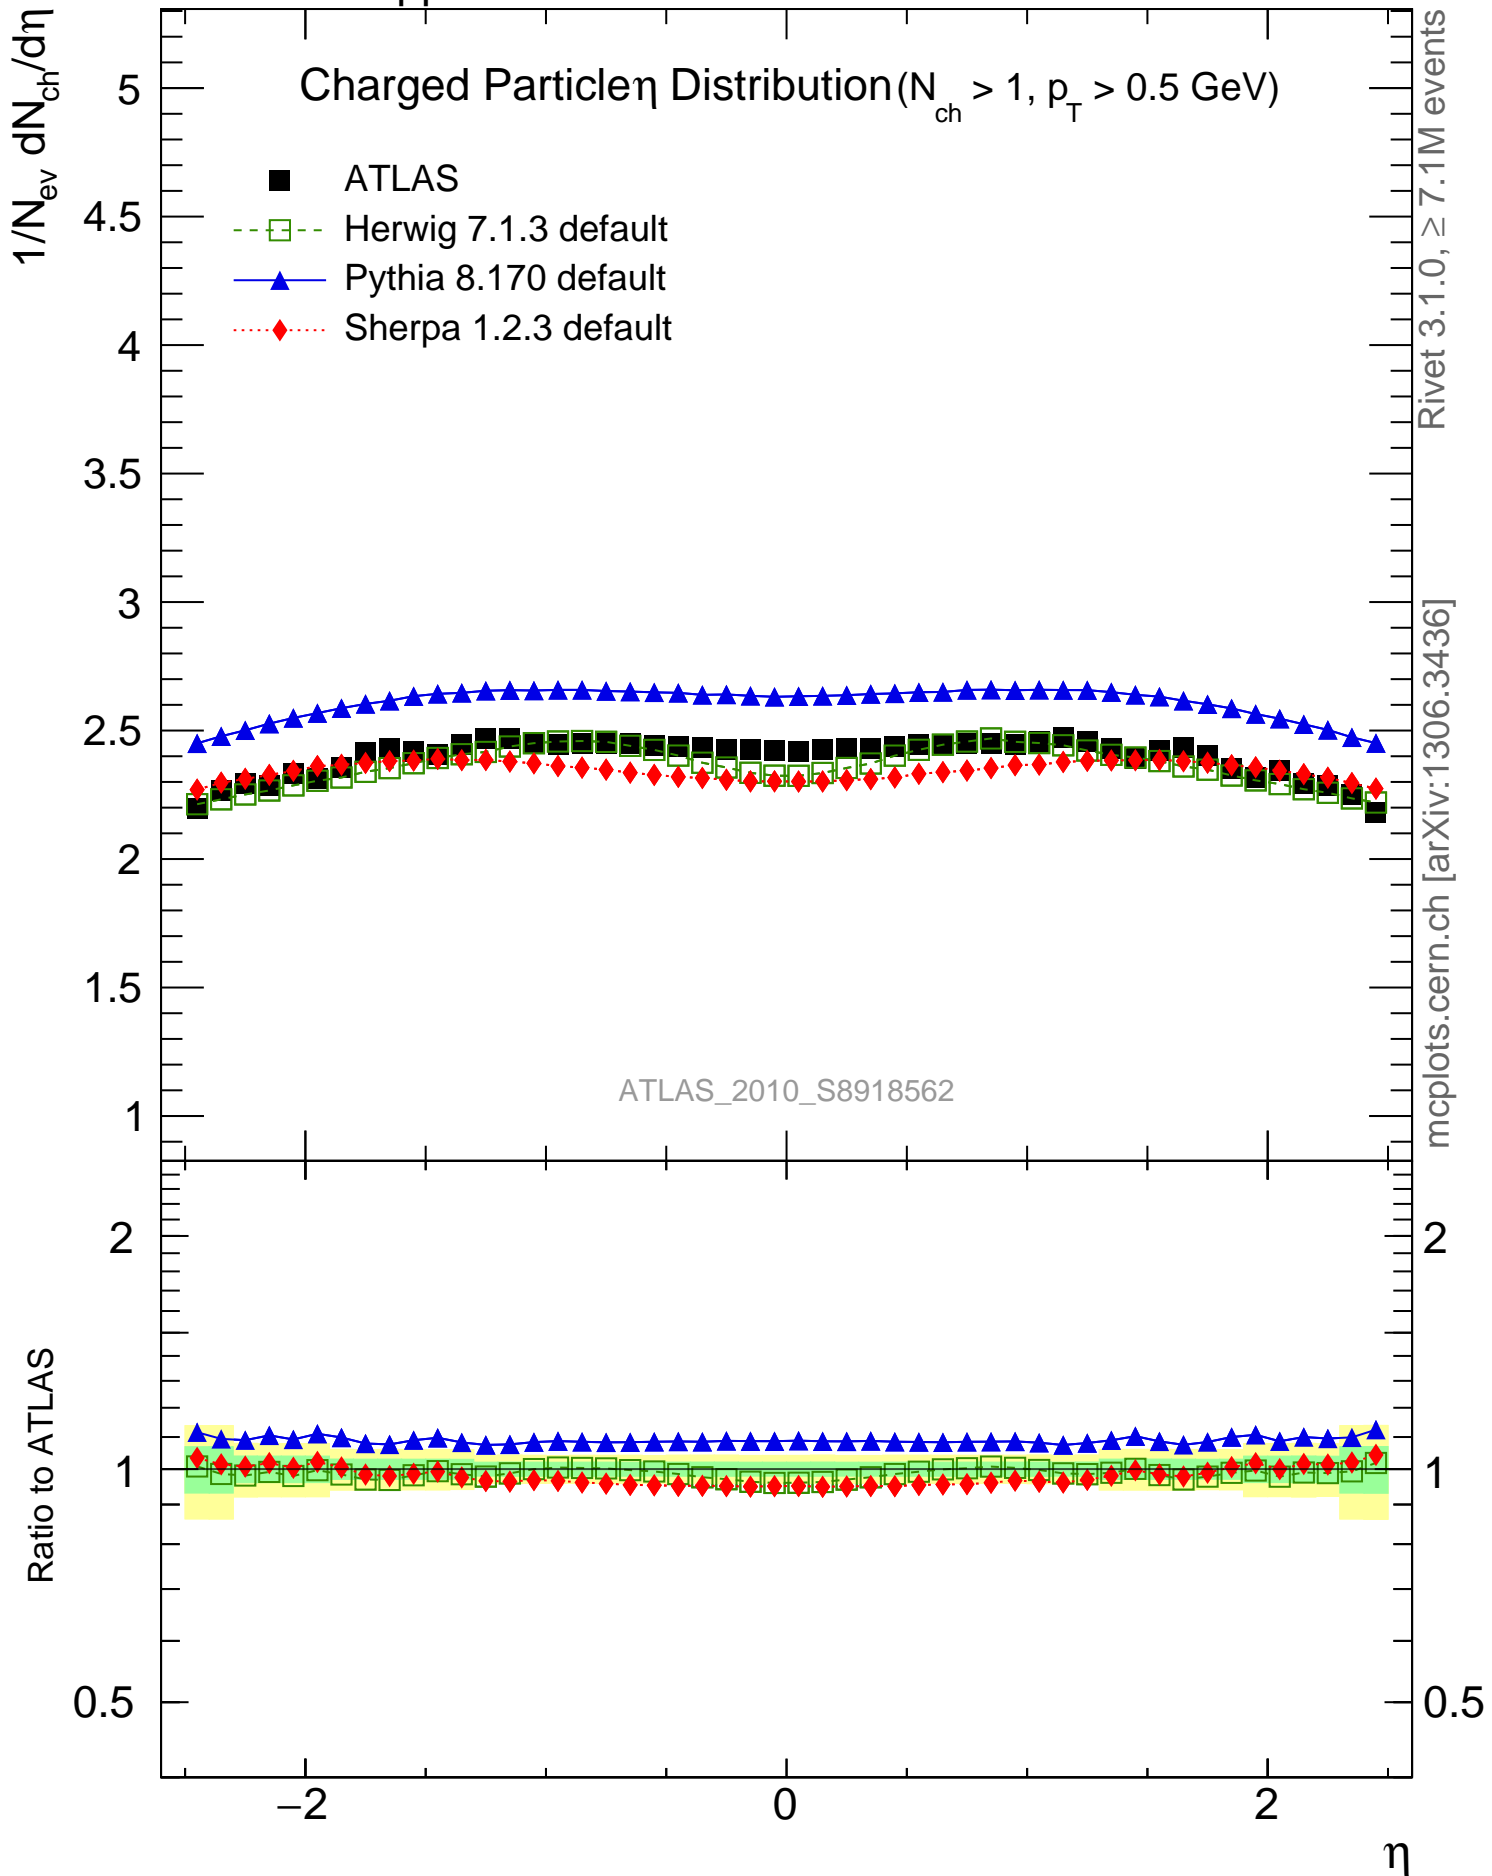 pp
1/N_ev dN_ch/dη
Charged Particleη Distribution (N_ch > 1, p_T > 0.5 GeV)
ATLAS
Herwig 7.1.3 default
Pythia 8.170 default
Sherpa 1.2.3 default
5
4.5
4
3.5
3
2.5
2
1.5
1
ATLAS_2010_S8918562
Rivet 3.1.0, ≥ 7.1M events
mcplots.cern.ch [arXiv:1306.3436]
Ratio to ATLAS
2
1
0.5
2
1
0.5
−2
0
2
η